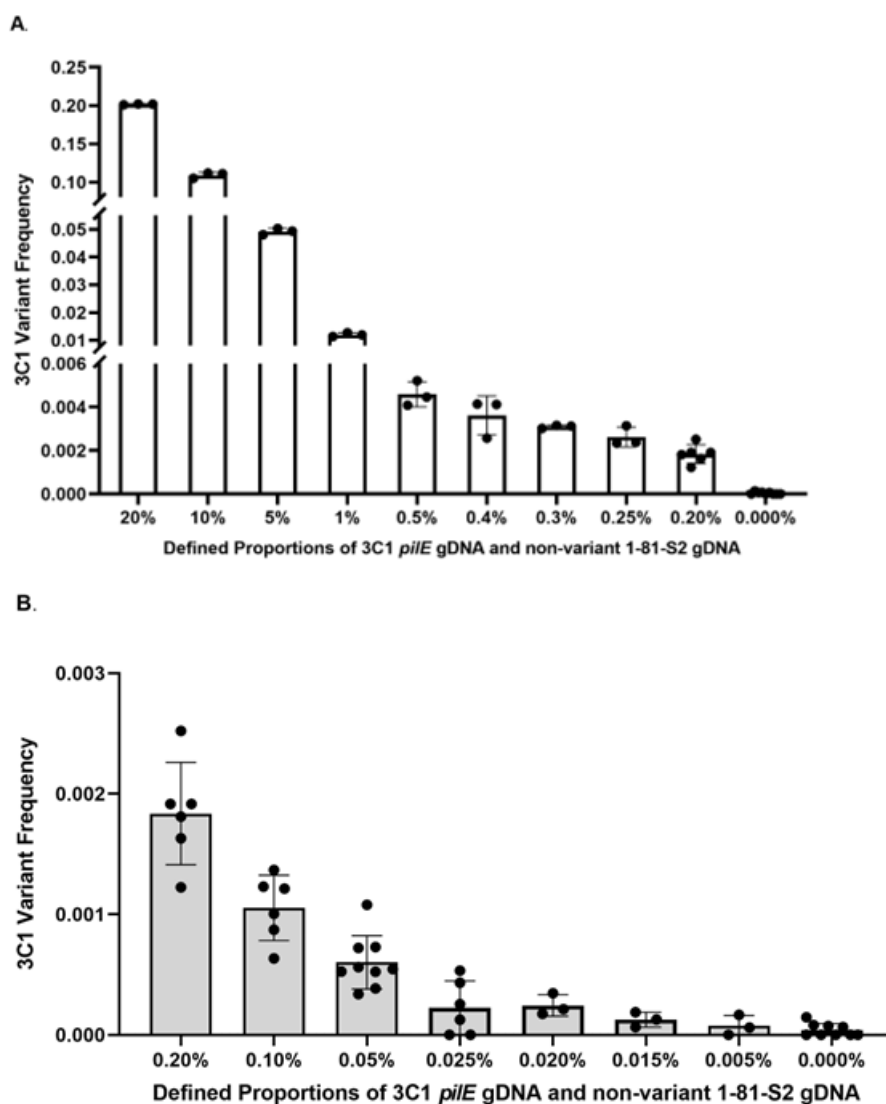 A.
3C1 Variant Frequency
0.25
0.20
0.15
0.10
0.05
0.04
0.03
0.02
0.01
0.006
0.004
0.002
0.000
20% 10% 5% 1% 0.5% 0.4% 0.3% 0.25% 0.20% 0.000%
Defined Proportions of 3C1 pilE gDNA and non-variant 1-81-S2 gDNA
B.
3C1 Variant Frequency
0.003
0.002
0.001
0.000
0.20% 0.10% 0.05% 0.025% 0.020% 0.015% 0.005% 0.000%
Defined Proportions of 3C1 pilE gDNA and non-variant 1-81-S2 gDNA